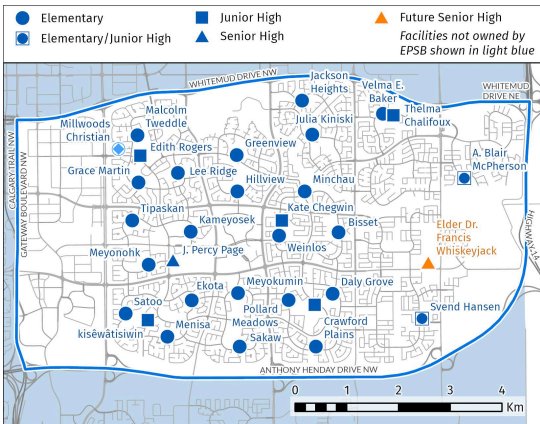 Elementary
Junior High
Future Senior High
Elementary/Junior High
Senior High
Facilities not owned by
EPSB shown in light blue
WHITEMUD DRIVE NW
Jackson
Heights
Velma E.
Baker
WHITEMUD
DRIVE NE
Malcolm
Tweddle
Millwoods
Christian
Julia Kiniski
Thelma
Chalifoux
Edith Rogers
Greenview
A. Blair
McPherson
Grace Martin
Lee Ridge
Hillview
Minchau
CALGARY TRAIL NW
GATEWAY BOULEVARD NW
Tipaskan
Kameyosek
Kate Chegwin
Bisset
Weinlos
Elder Dr.
Francis
Whiskeyjack
HIGHWAY 14
Meyonohk
J. Percy Page
Ekota
Meyokumin
Daly Grove
Satoo
Pollard
Meadows
Svend Hansen
kisêwâtisiwin
Menisa
Sakaw
Crawford
Plains
ANTHONY HENDAY DRIVE NW
0 1 2 3 4
Km